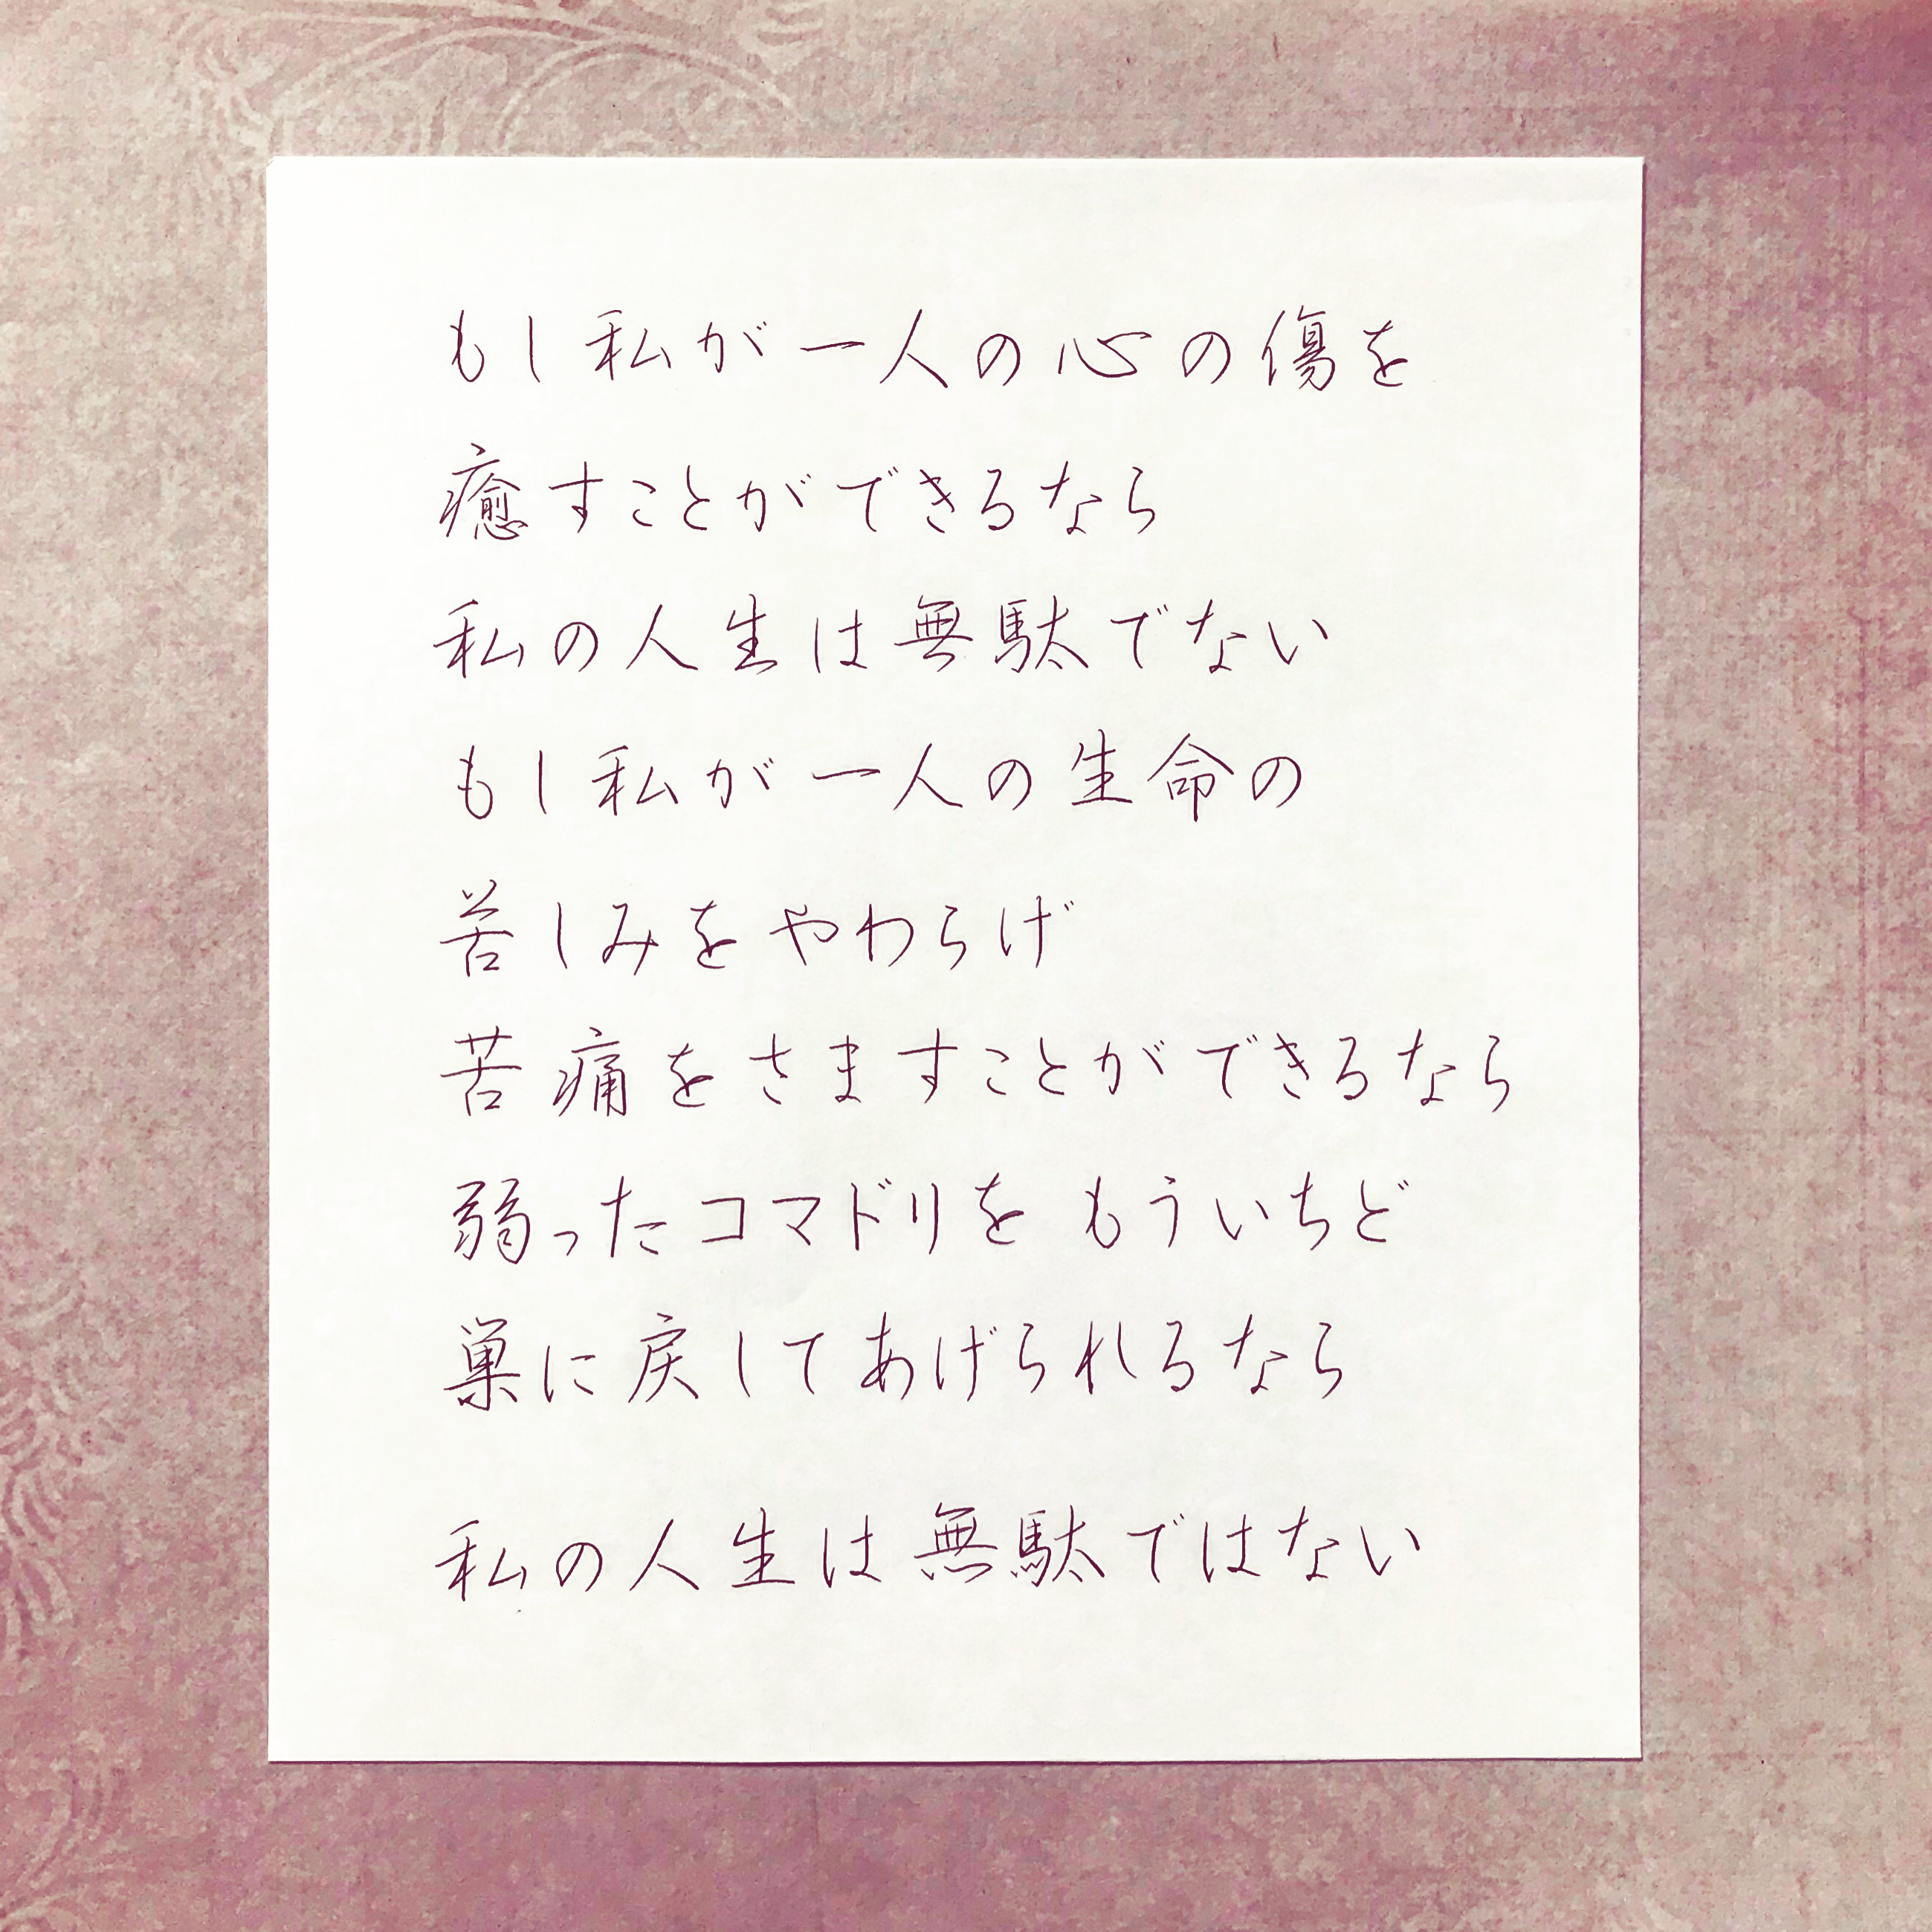 もし私が一人の心の傷を
癒すことができるなら
私の人生は無駄でない
もし私が一人の生命の
苦しみをやわらげ
苦痛をさますことができるなら
弱ったコマドリを もういちど
巣に戻してあげられるなら
私の人生は無駄ではない